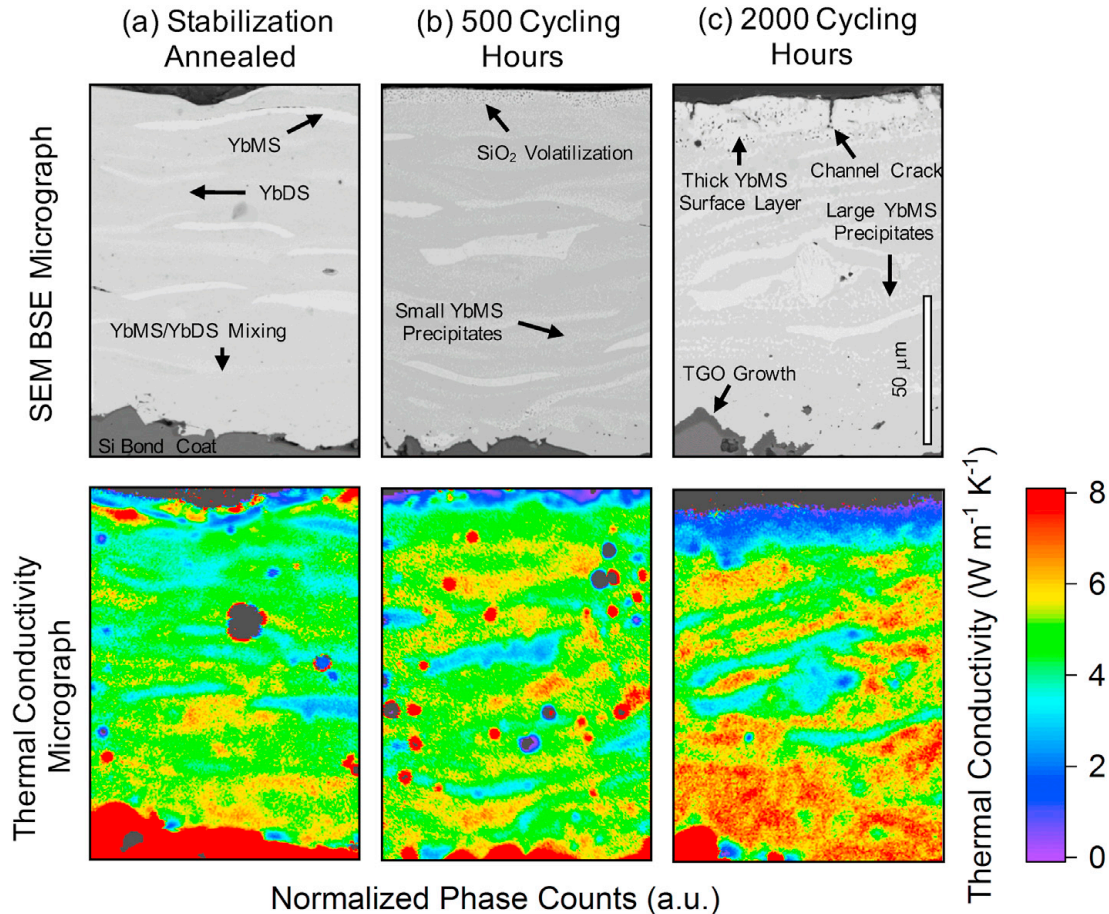 (a) Stabilization
Annealed
(b) 500 Cycling
Hours
(c) 2000 Cycling
Hours
SEM BSE Micrograph
YbMS
YbDS
YbMS/YbDS Mixing
Si Bond Coat
SiO₂ Volatilization
Small YbMS
Precipitates
Thick YbMS
Surface Layer
Channel Crack
Large YbMS
Precipitates
TGO Growth
50 μm
Thermal Conductivity
Micrograph
Thermal Conductivity (W m⁻¹ K⁻¹)
8
6
4
2
0
Normalized Phase Counts (a.u.)